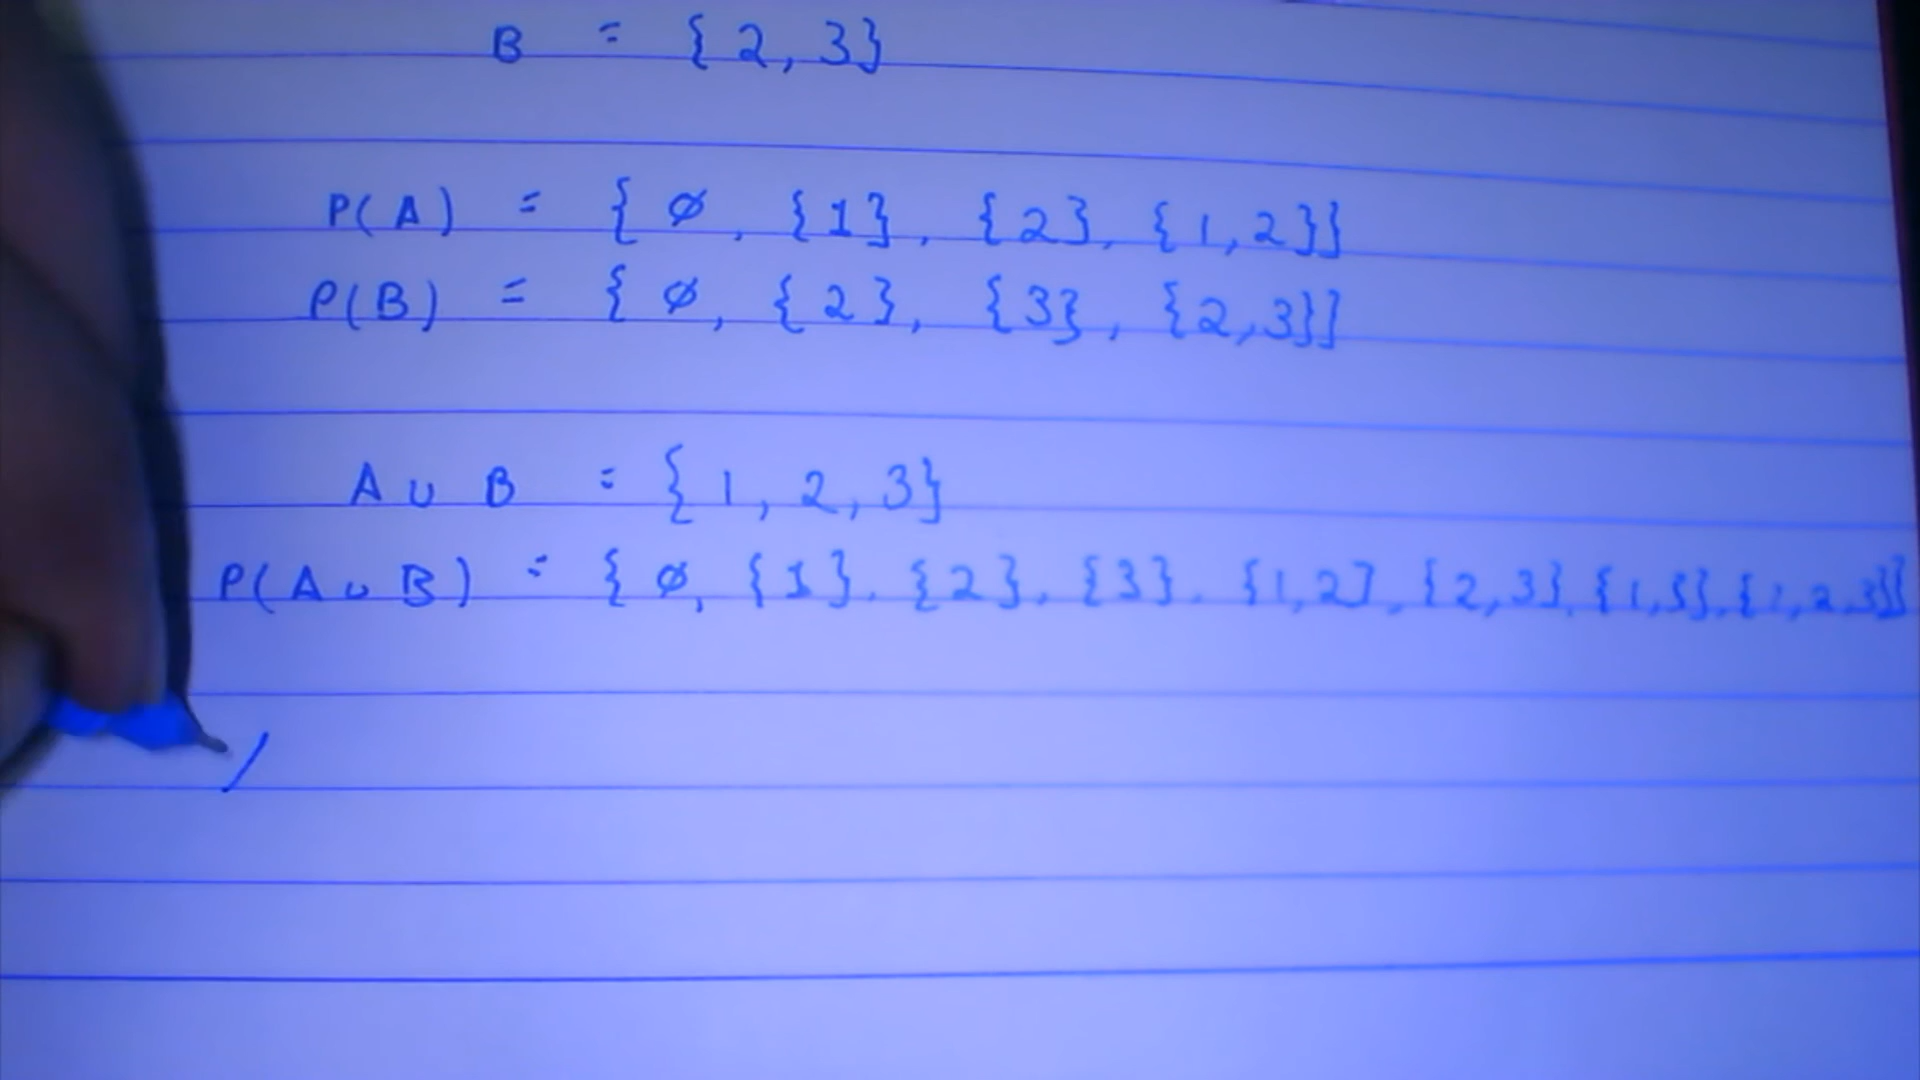 B = {2, 3}
P(A) = {ø, {1}, {2}, {1,2}}
P(B) = {ø, {2}, {3}, {2,3}}
A ∪ B = {1, 2, 3}
P(A ∪ B) = {ø, {1}, {2}, {3}, {1,2}, {2,3}, {1,3}, {1,2,3}}